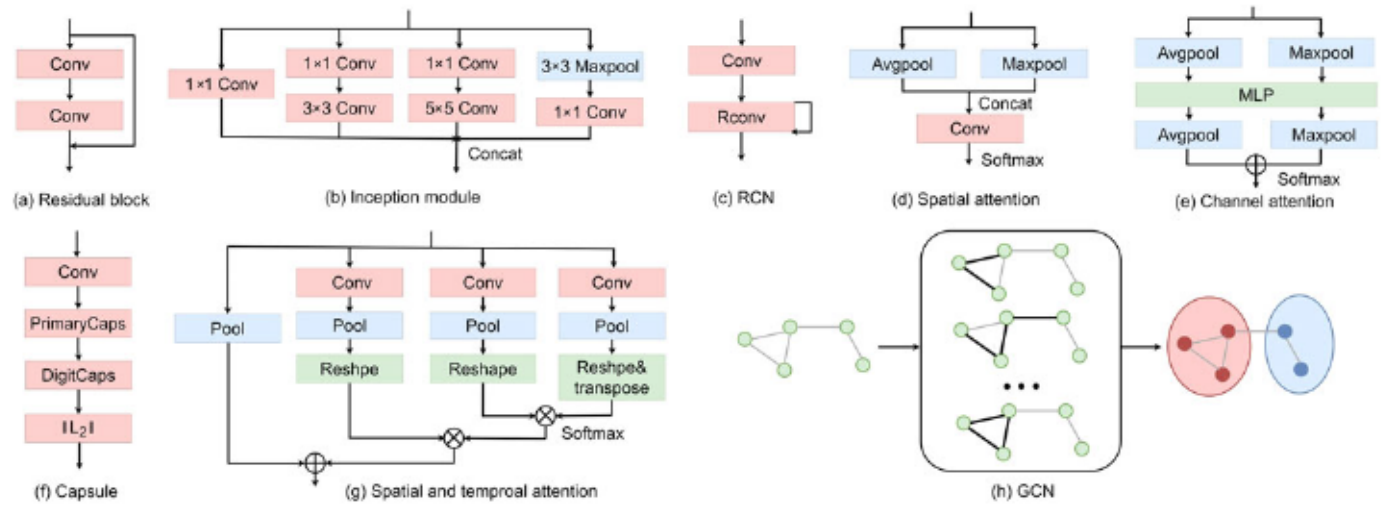 Conv
Conv
(a) Residual block
1×1 Conv
1×1 Conv
3×3 Conv
1×1 Conv
5×5 Conv
3×3 Maxpool
1×1 Conv
Concat
(b) Inception module
Conv
Rconv
(c) RCN
Avgpool
Maxpool
Concat
Conv
Softmax
(d) Spatial attention
Avgpool
Maxpool
MLP
Avgpool
Maxpool
Softmax
(e) Channel attention
Conv
PrimaryCaps
DigitCaps
||L₂||
(f) Capsule
Pool
Conv
Pool
Reshpe
Conv
Pool
Reshape
Conv
Pool
Reshpe&
transpose
Softmax
(g) Spatial and temproal attention
(h) GCN